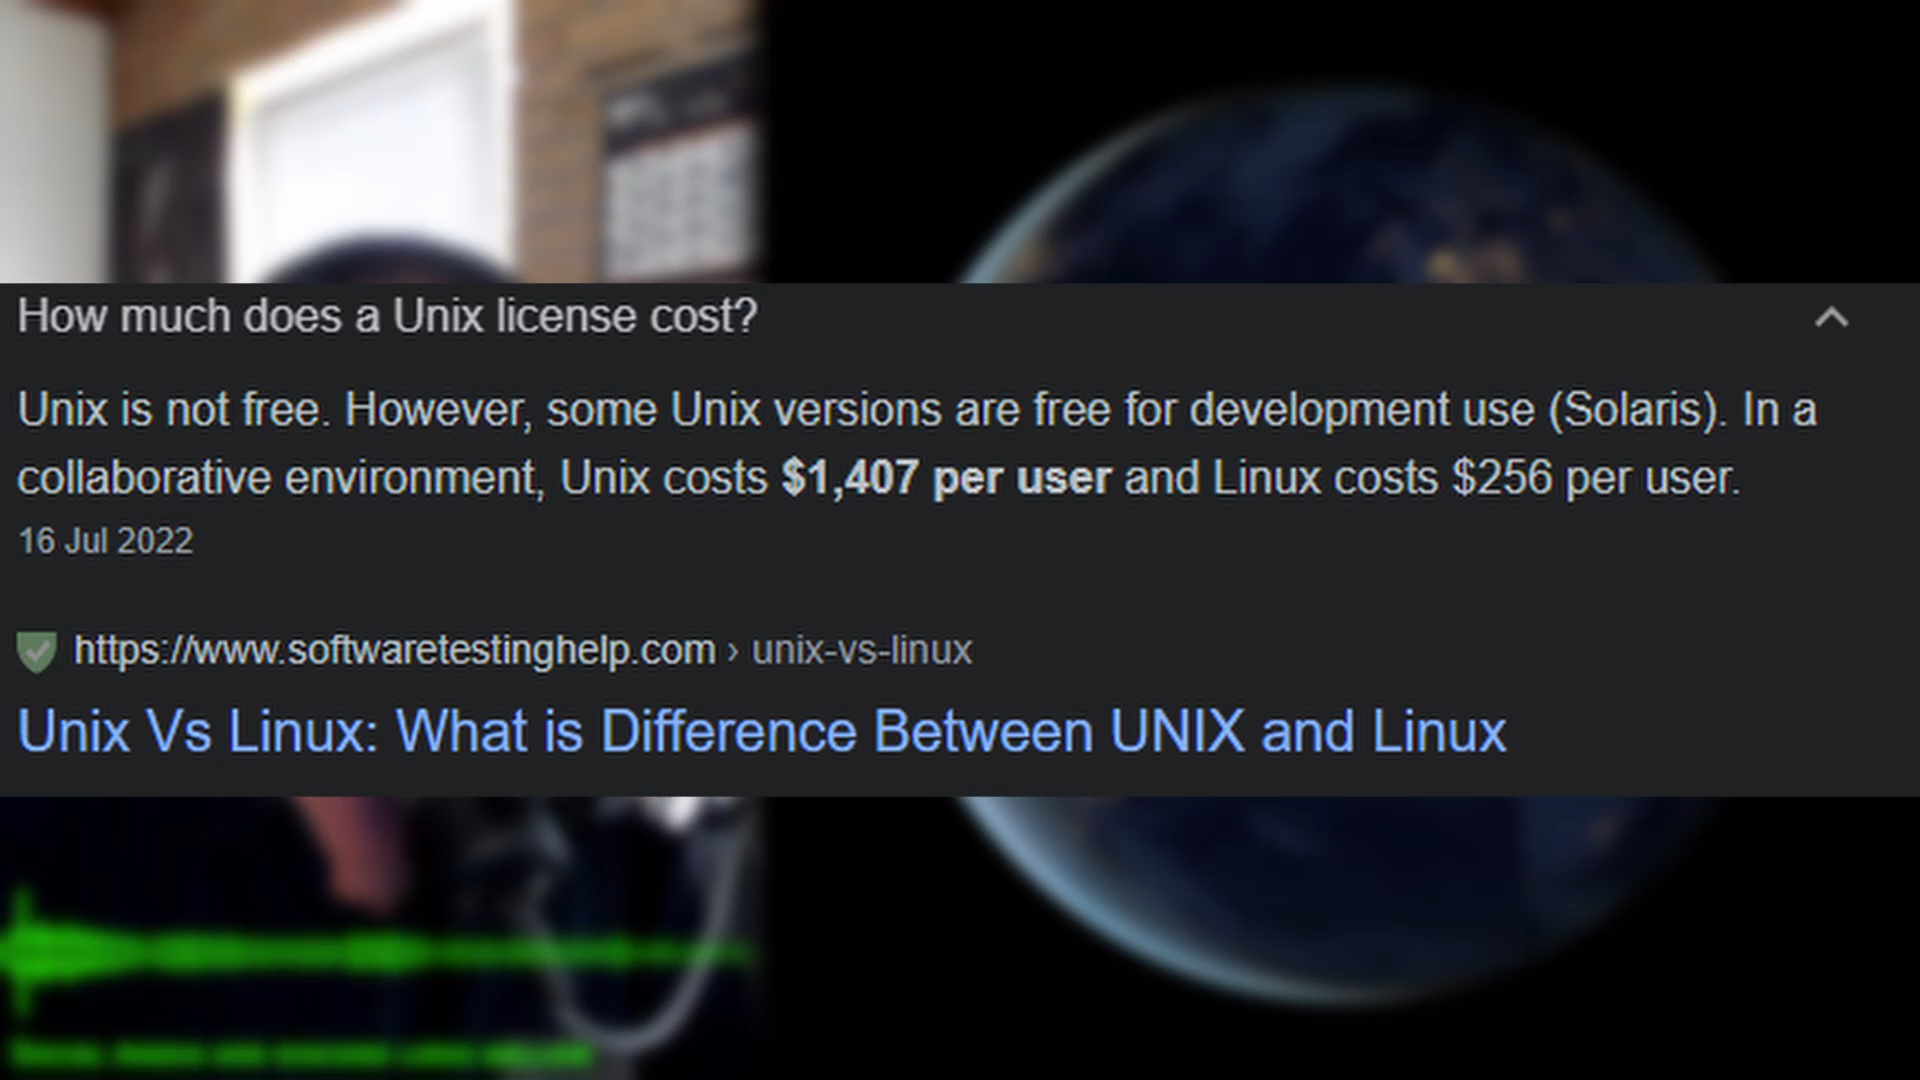 How much does a Unix license cost?
Unix is not free. However, some Unix versions are free for development use (Solaris). In a
collaborative environment, Unix costs $1,407 per user and Linux costs $256 per user.
16 Jul 2022
https://www.softwaretestinghelp.com › unix-vs-linux
Unix Vs Linux: What is Difference Between UNIX and Linux